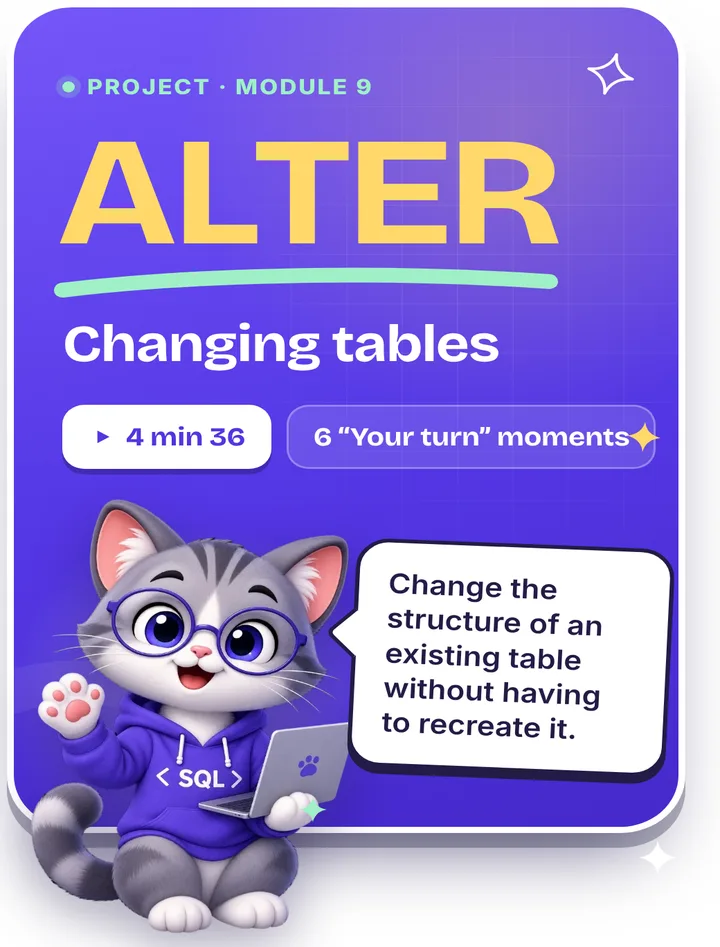 PROJECT · MODULE 9
ALTER
Changing tables
4 min 36
6 “Your turn” moments
Change the
structure of an
existing table
without having
to recreate it.
< SQL >